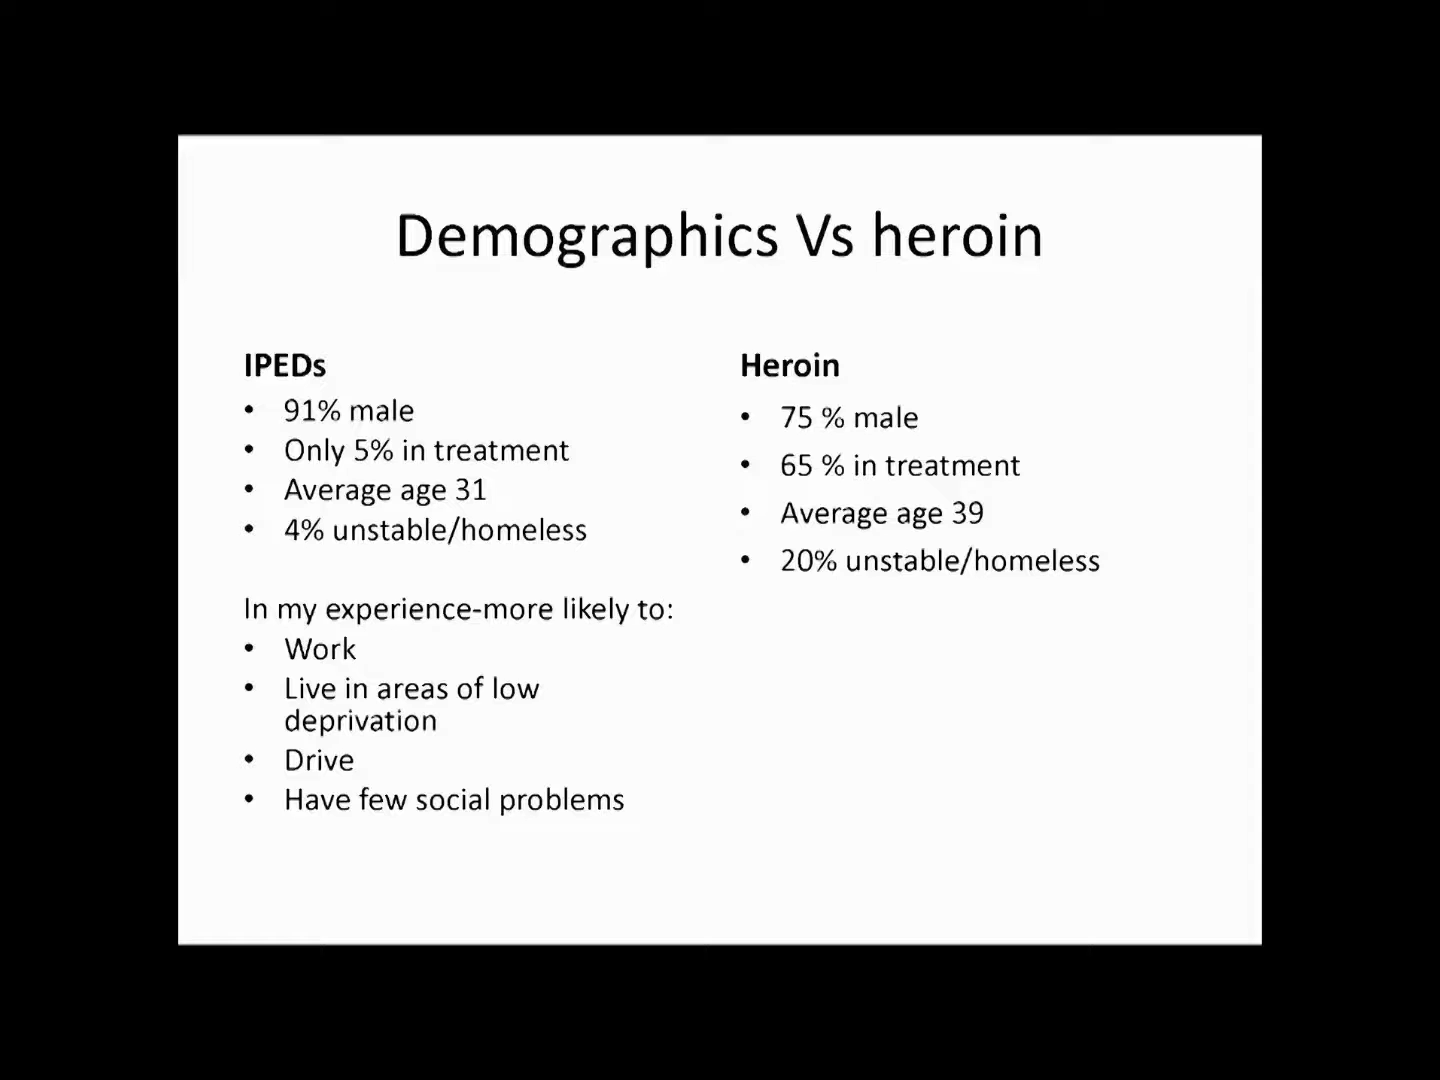 Demographics Vs heroin
IPEDs
• 91% male
• Only 5% in treatment
• Average age 31
• 4% unstable/homeless
In my experience-more likely to:
• Work
• Live in areas of low
deprivation
• Drive
• Have few social problems
Heroin
• 75 % male
• 65 % in treatment
• Average age 39
• 20% unstable/homeless